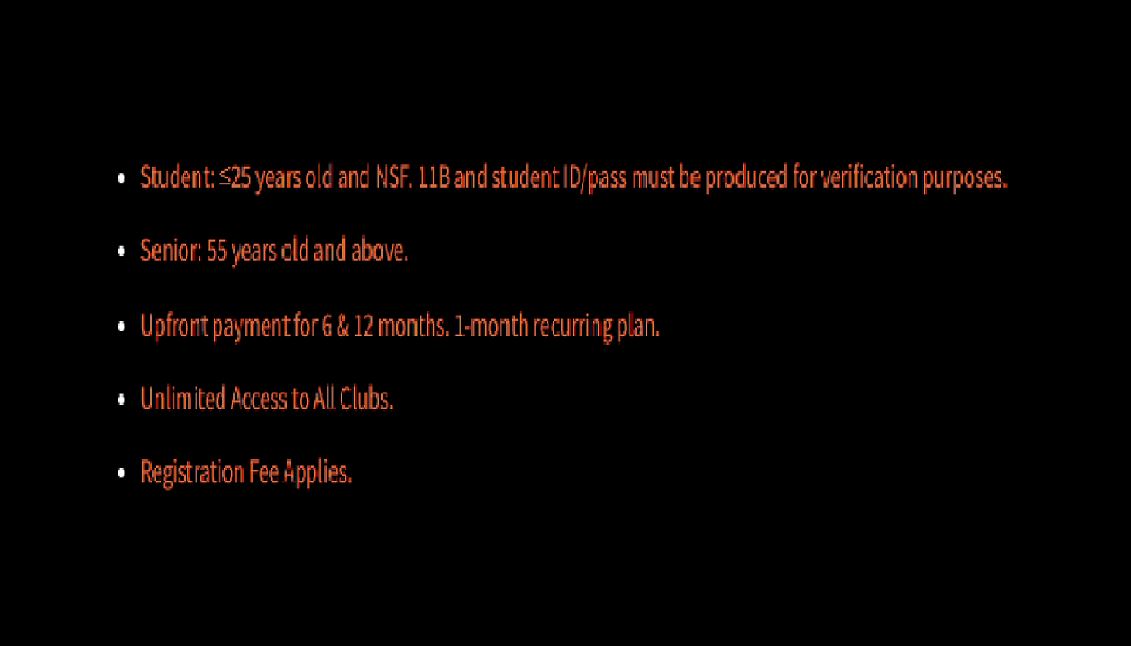 • Student: ≤25 years old and NSF. 11B and student ID/pass must be produced for verification purposes.
• Senior: 55 years old and above.
• Upfront payment for 6 & 12 months. 1-month recurring plan.
• Unlimited Access to All Clubs.
• Registration Fee Applies.